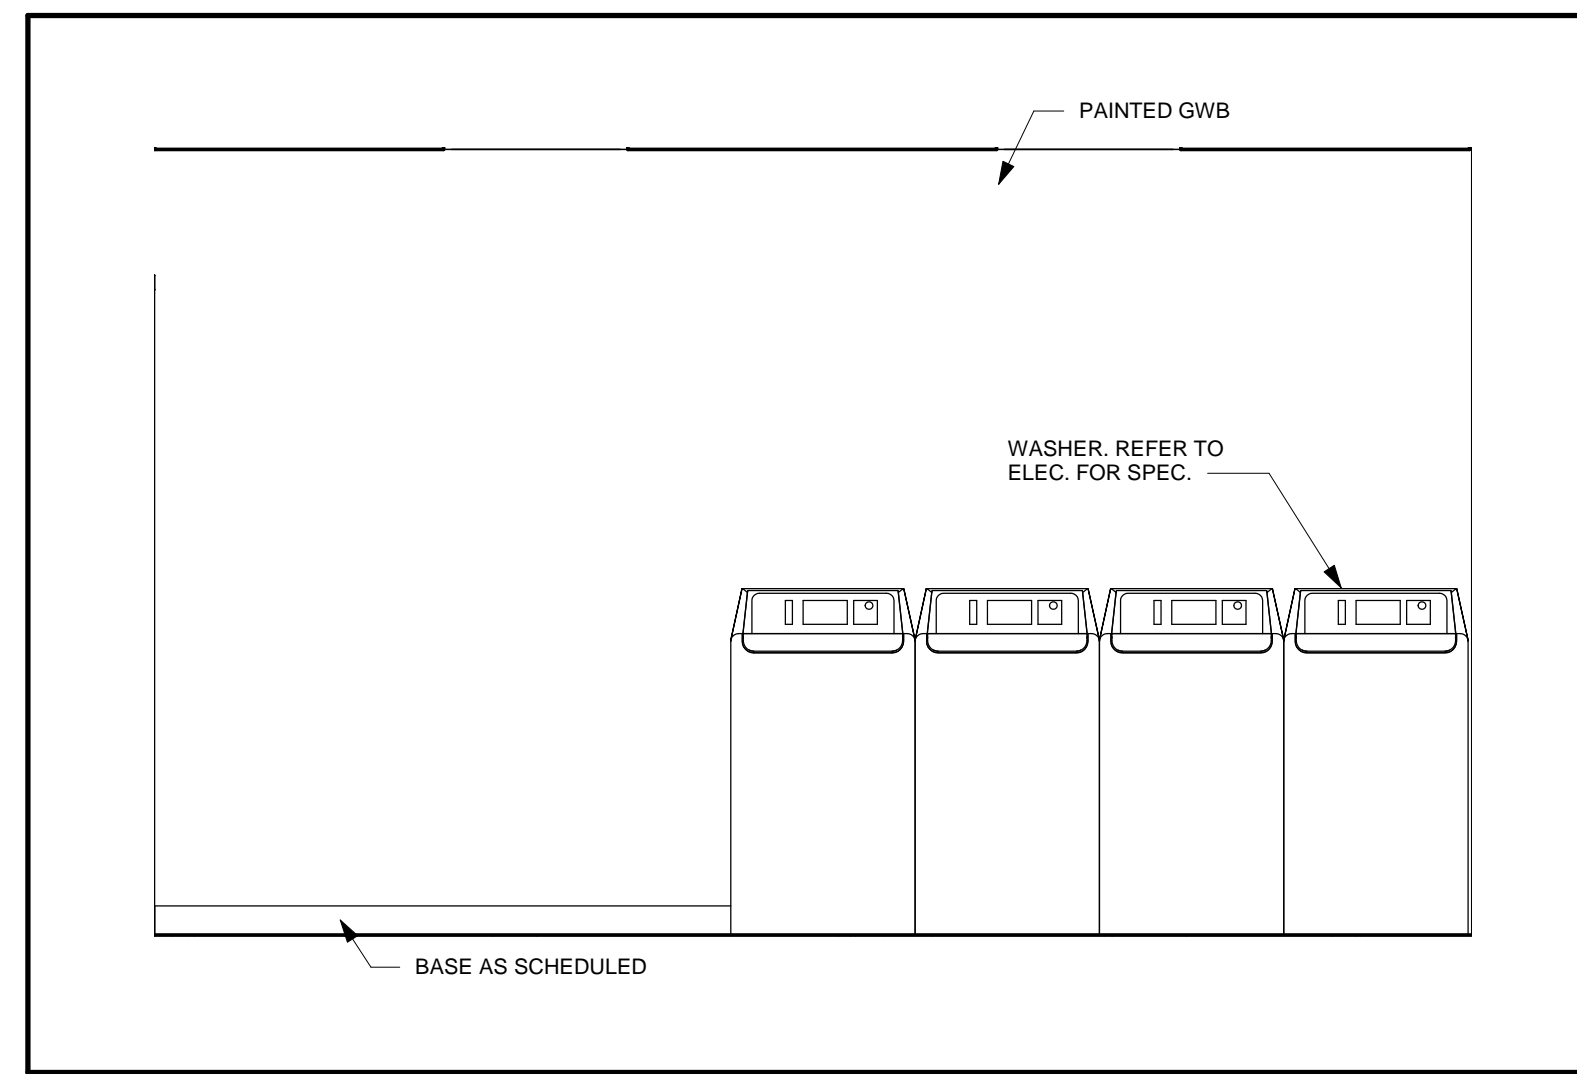 PAINTED GWB
WASHER. REFER TO
ELEC. FOR SPEC.
BASE AS SCHEDULED